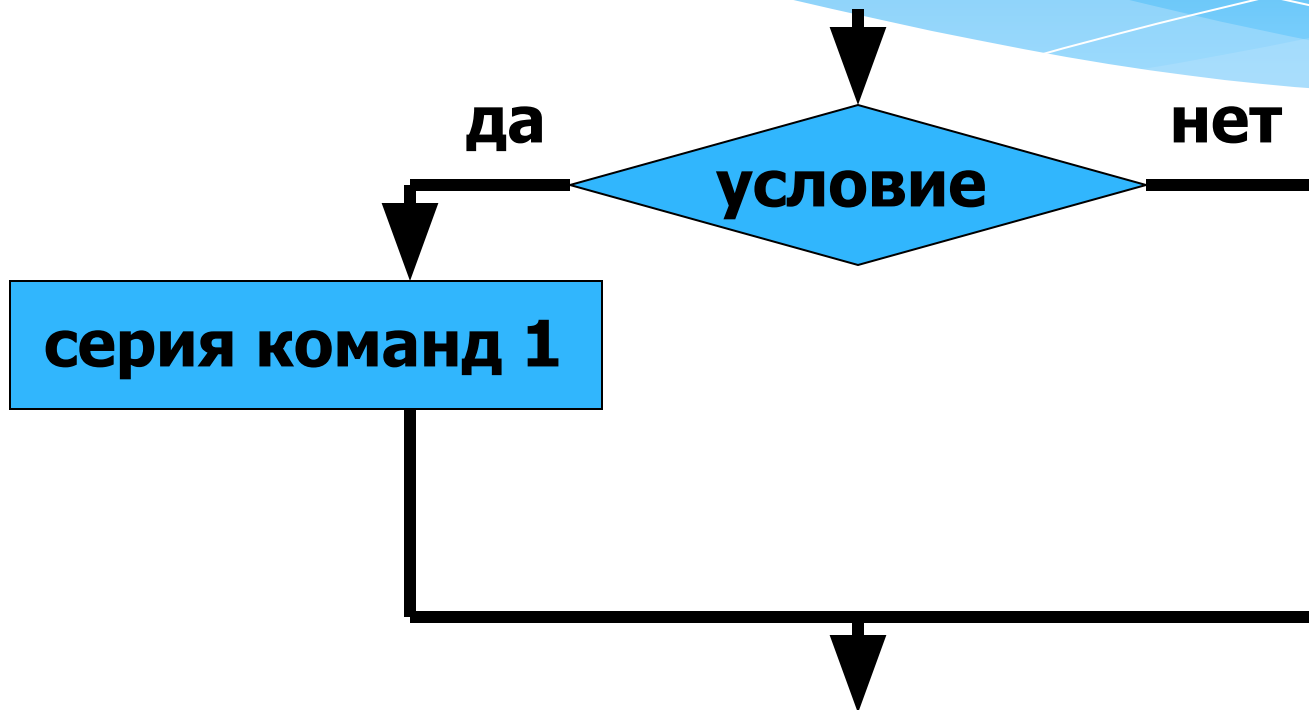 да
нет
условие
серия команд 1